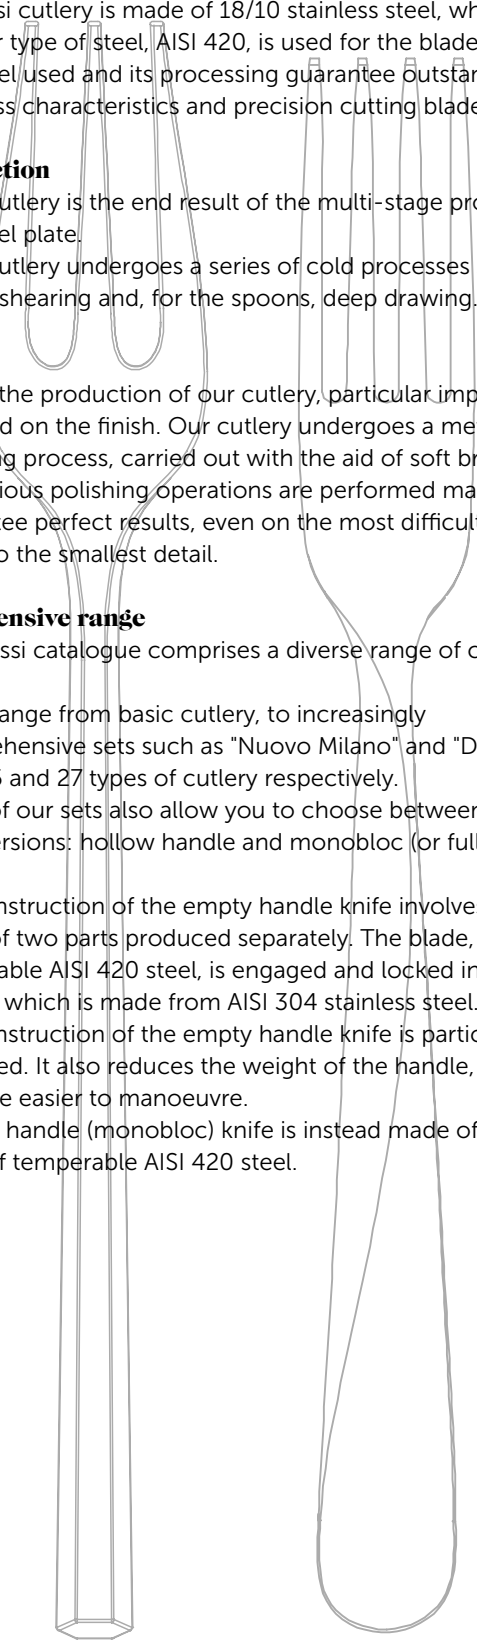 si cutlery is made of 18/10 stainless steel, wh
r type of steel, AISI 420, is used for the blade
el used and its processing guarantee outstan
ss characteristics and precision cutting blade
ction
utlery is the end result of the multi-stage pro
el plate.
utlery undergoes a series of cold processes
shearing and, for the spoons, deep drawing.
the production of our cutlery, particular imp
d on the finish. Our cutlery undergoes a me
ng process, carried out with the aid of soft br
ious polishing operations are performed ma
tee perfect results, even on the most difficult
o the smallest detail.
ensive range
ssi catalogue comprises a diverse range of c
ange from basic cutlery, to increasingly
ehensive sets such as "Nuovo Milano" and "D
5 and 27 types of cutlery respectively.
of our sets also allow you to choose between
ersions: hollow handle and monobloc (or full
nstruction of the empty handle knife involves
of two parts produced separately. The blade,
able AISI 420 steel, is engaged and locked in
which is made from AISI 304 stainless steel.
nstruction of the empty handle knife is partic
ed. It also reduces the weight of the handle,
e easier to manoeuvre.
handle (monobloc) knife is instead made of
f temperable AISI 420 steel.